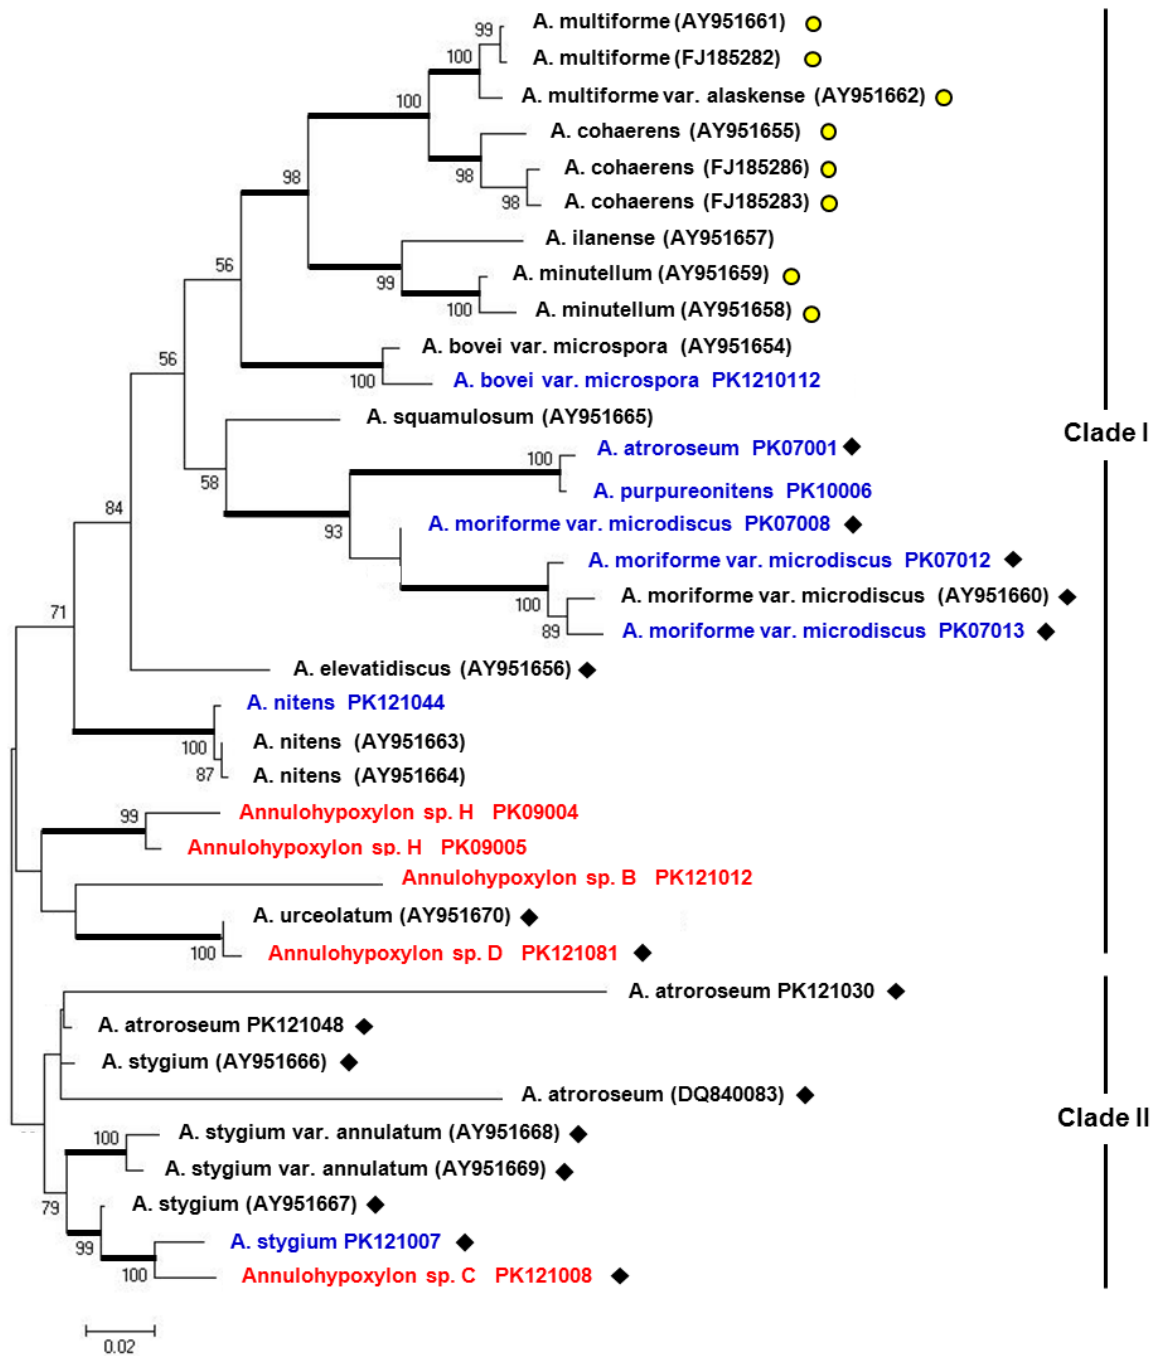 99
A. multiforme (AY951661)
100
A. multiforme (FJ185282)
100
A. multiforme var. alaskense (AY951662)
A. cohaerens (AY951655)
98
A. cohaerens (FJ185286)
98
98
A. cohaerens (FJ185283)
A. ilanense (AY951657)
56
99
A. minutellum (AY951659)
100
A. minutellum (AY951658)
A. bovei var. microspora (AY951654)
56
100
A. bovei var. microspora PK1210112
A. squamulosum (AY951665)
Clade I
100
A. atroroseum PK07001
58
A. purpureonitens PK10006
84
93
A. moriforme var. microdiscus PK07008
A. moriforme var. microdiscus PK07012
100
A. moriforme var. microdiscus (AY951660)
71
89
A. moriforme var. microdiscus PK07013
A. elevatidiscus (AY951656)
A. nitens PK121044
100
A. nitens (AY951663)
87
A. nitens (AY951664)
99
Annulohypoxylon sp. H PK09004
Annulohypoxylon sp. H PK09005
Annulohypoxylon sp. B PK121012
A. urceolatum (AY951670)
100
Annulohypoxylon sp. D PK121081
A. atroroseum PK121030
A. atroroseum PK121048
A. stygium (AY951666)
A. atroroseum (DQ840083)
Clade II
100
A. stygium var. annulatum (AY951668)
A. stygium var. annulatum (AY951669)
79
A. stygium (AY951667)
99
A. stygium PK121007
100
Annulohypoxylon sp. C PK121008
0.02